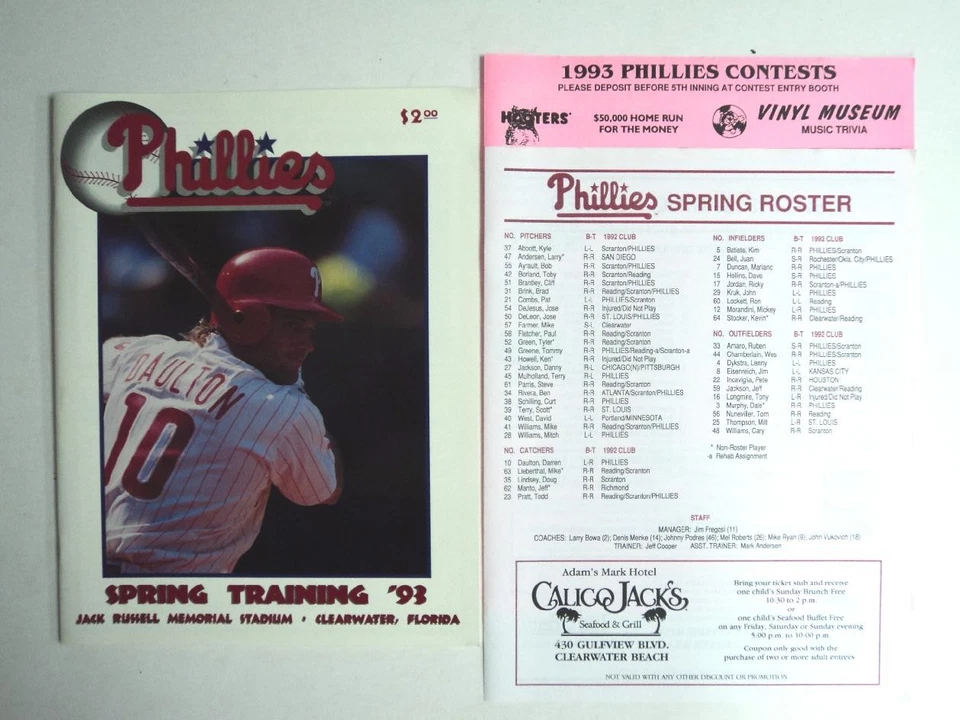 $2.00
Phillies
DAULTON
10
SPRING TRAINING '93
JACK RUSSELL MEMORIAL STADIUM • CLEARWATER, FLORIDA
1993 PHILLIES CONTESTS
PLEASE DEPOSIT BEFORE 5TH INNING AT CONTEST ENTRY BOOTH
HOOTERS
$50,000 HOME RUN
FOR THE MONEY
VINYL MUSEUM
MUSIC TRIVIA
Phillies SPRING ROSTER
NO. PITCHERS B-T 1992 CLUB
37 Abbott, Kyle L-L Scranton/PHILLIES
47 Andersen, Larry* R-R SAN DIEGO
55 Ayrault, Bob R-R Scranton/PHILLIES
42 Borland, Toby R-R Scranton/Reading
51 Brantley, Cliff R-R Scranton/PHILLIES
31 Brink, Brad R-R Reading/Scranton/PHILLIES
21 Combs, Pat L-L PHILLIES/Scranton
54 DeJesus, Jose R-R Injured/Did Not Play
50 DeLeon, Jose R-R ST. LOUIS/PHILLIES
57 Farmer, Mike S-L Clearwater
58 Fletcher, Paul R-R Reading/Scranton
52 Green, Tyler* R-R Reading/Scranton
49 Greene, Tommy R-R PHILLIES/Reading-a/Scranton-a
43 Howell, Ken* R-R Injured/Did Not Play
27 Jackson, Danny R-L CHICAGO(N)/PITTSBURGH
45 Mulholland, Terry R-L PHILLIES
61 Parris, Steve R-R Reading/Scranton
34 Rivera, Ben R-R ATLANTA/Scranton/PHILLIES
38 Schilling, Curt R-R PHILLIES
39 Terry, Scott* R-R ST. LOUIS
40 West, David L-L Portland/MINNESOTA
41 Williams, Mike R-R Reading/Scranton/PHILLIES
28 Williams, Mitch L-L PHILLIES
NO. CATCHERS B-T 1992 CLUB
10 Daulton, Darren L-R PHILLIES
63 Lieberthal, Mike* R-R Reading/Scranton
35 Lindsey, Doug R-R Scranton
62 Manto, Jeff* R-R Richmond
23 Pratt, Todd R-R Reading/Scranton/PHILLIES
NO. INFIELDERS B-T 1992 CLUB
5 Batiste, Kim R-R PHILLIES/Scranton
24 Bell, Juan S-R Rochester/Okla. City/PHILLIES
7 Duncan, Mariano R-R PHILLIES
15 Hollins, Dave S-R PHILLIES
17 Jordan, Ricky R-R Scranton-a/PHILLIES
29 Kruk, John L-L PHILLIES
60 Lockett, Ron L-L Reading
12 Morandini, Mickey L-R PHILLIES
64 Stocker, Kevin* R-R Clearwater/Reading
NO. OUTFIELDERS B-T 1992 CLUB
33 Amaro, Ruben S-R PHILLIES/Scranton
44 Chamberlain, Wes R-R PHILLIES/Scranton
4 Dykstra, Lenny L-L PHILLIES
8 Eisenreich, Jim L-L KANSAS CITY
22 Incaviglia, Pete R-R HOUSTON
59 Jackson, Jeff R-R Clearwater/Reading
16 Longmire, Tony L-R Injured/Did Not Play
3 Murphy, Dale* R-R PHILLIES
56 Nuneviller, Tom R-R Reading
25 Thompson, Milt L-R ST. LOUIS
48 Williams, Cary R-R Scranton
* Non-Roster Player
-a Rehab Assignment
STAFF
MANAGER: Jim Fregosi (11)
COACHES: Larry Bowa (2); Denis Menke (14); Johnny Podres (46); Mel Roberts (26); Mike Ryan (9); John Vukovich (18)
TRAINER: Jeff Cooper ASST. TRAINER: Mark Andersen
Adam's Mark Hotel
CALICO JACK'S
Seafood & Grill
430 GULFVIEW BLVD.
CLEARWATER BEACH
Bring your ticket stub and receive
one child's Sunday Brunch Free
10:30 to 2 p.m.
or
one child's Seafood Buffet Free
on any Friday, Saturday or Sunday evening
5:00 p.m. to 10:00 p.m.
Coupon only good with the
purchase of two or more adult entrees
NOT VALID WITH ANY OTHER DISCOUNT OR PROMOTION